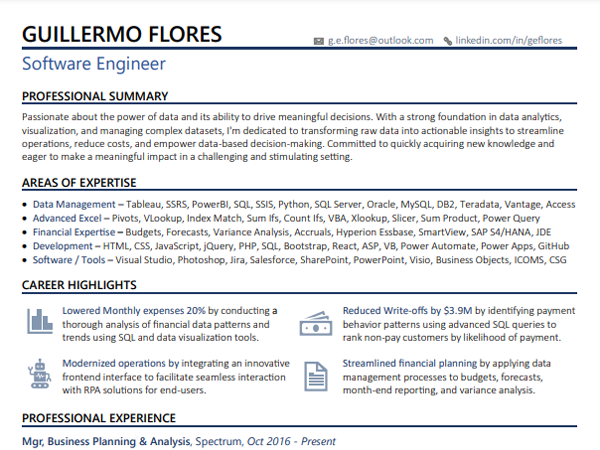 GUILLERMO FLORES
g.e.flores@outlook.com linkedin.com/in/geflores
Software Engineer
PROFESSIONAL SUMMARY
Passionate about the power of data and its ability to drive meaningful decisions. With a strong foundation in data analytics,
visualization, and managing complex datasets, I'm dedicated to transforming raw data into actionable insights to streamline
operations, reduce costs, and empower data-based decision-making. Committed to quickly acquiring new knowledge and
eager to make a meaningful impact in a challenging and stimulating setting.
AREAS OF EXPERTISE
• Data Management – Tableau, SSRS, PowerBI, SQL, SSIS, Python, SQL Server, Oracle, MySQL, DB2, Teradata, Vantage, Access
• Advanced Excel – Pivots, VLookup, Index Match, Sum Ifs, Count Ifs, VBA, Xlookup, Slicer, Sum Product, Power Query
• Financial Expertise – Budgets, Forecasts, Variance Analysis, Accruals, Hyperion Essbase, SmartView, SAP S4/HANA, JDE
• Development – HTML, CSS, JavaScript, jQuery, PHP, SQL, Bootstrap, React, ASP, VB, Power Automate, Power Apps, GitHub
• Software / Tools – Visual Studio, Photoshop, Jira, Salesforce, SharePoint, PowerPoint, Visio, Business Objects, ICOMS, CSG
CAREER HIGHLIGHTS
Lowered Monthly expenses 20% by conducting a
thorough analysis of financial data patterns and
trends using SQL and data visualization tools.
Reduced Write-offs by $3.9M by identifying payment
behavior patterns using advanced SQL queries to
rank non-pay customers by likelihood of payment.
Modernized operations by integrating an innovative
frontend interface to facilitate seamless interaction
with RPA solutions for end-users.
Streamlined financial planning by applying data
management processes to budgets, forecasts,
month-end reporting, and variance analysis.
PROFESSIONAL EXPERIENCE
Mgr, Business Planning & Analysis, Spectrum, Oct 2016 - Present